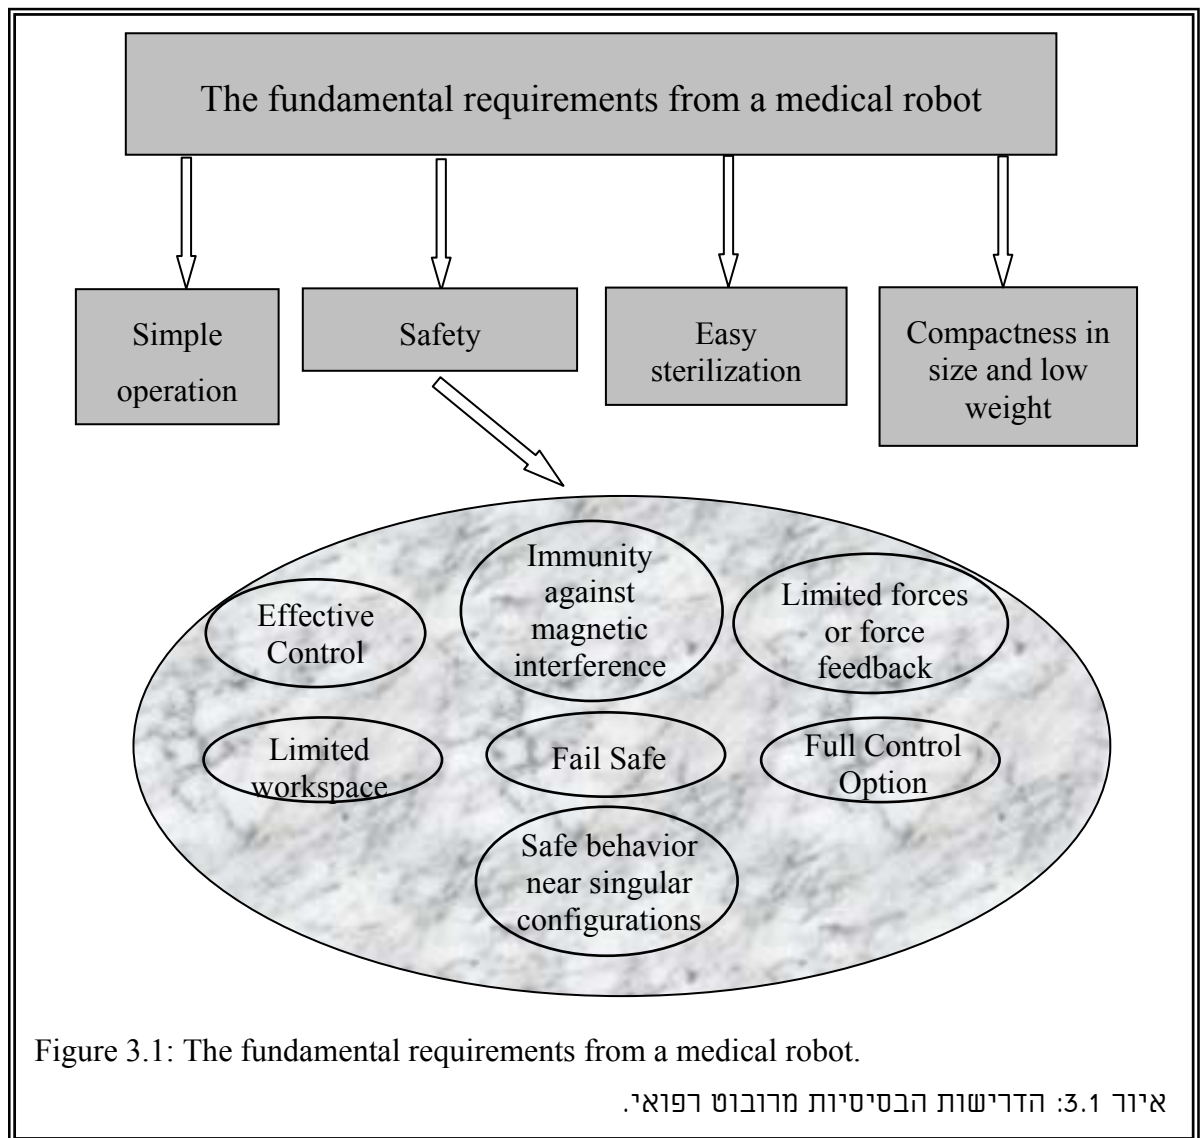 The fundamental requirements from a medical robot
Simple
operation
Safety
Easy
sterilization
Compactness in
size and low
weight
Effective
Control
Immunity
against
magnetic
interference
Limited forces
or force
feedback
Limited
workspace
Fail Safe
Full Control
Option
Safe behavior
near singular
configurations
Figure 3.1: The fundamental requirements from a medical robot.
איור 3.1: הדרישות הבסיסיות מרובוט רפואי.